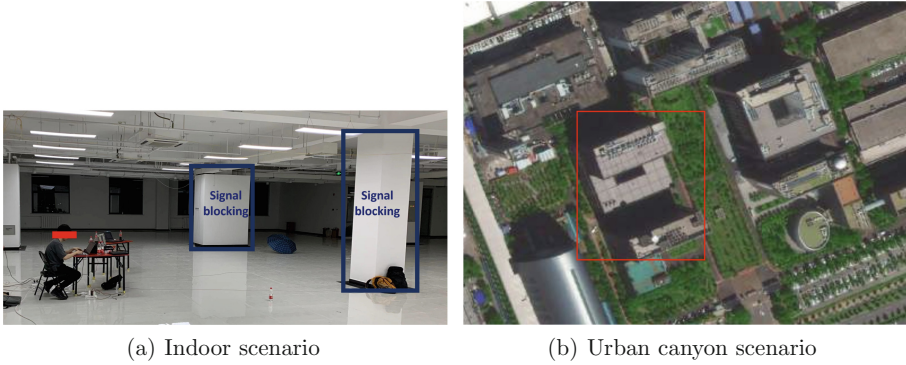 Signal
blocking
Signal
blocking
(a) Indoor scenario
(b) Urban canyon scenario